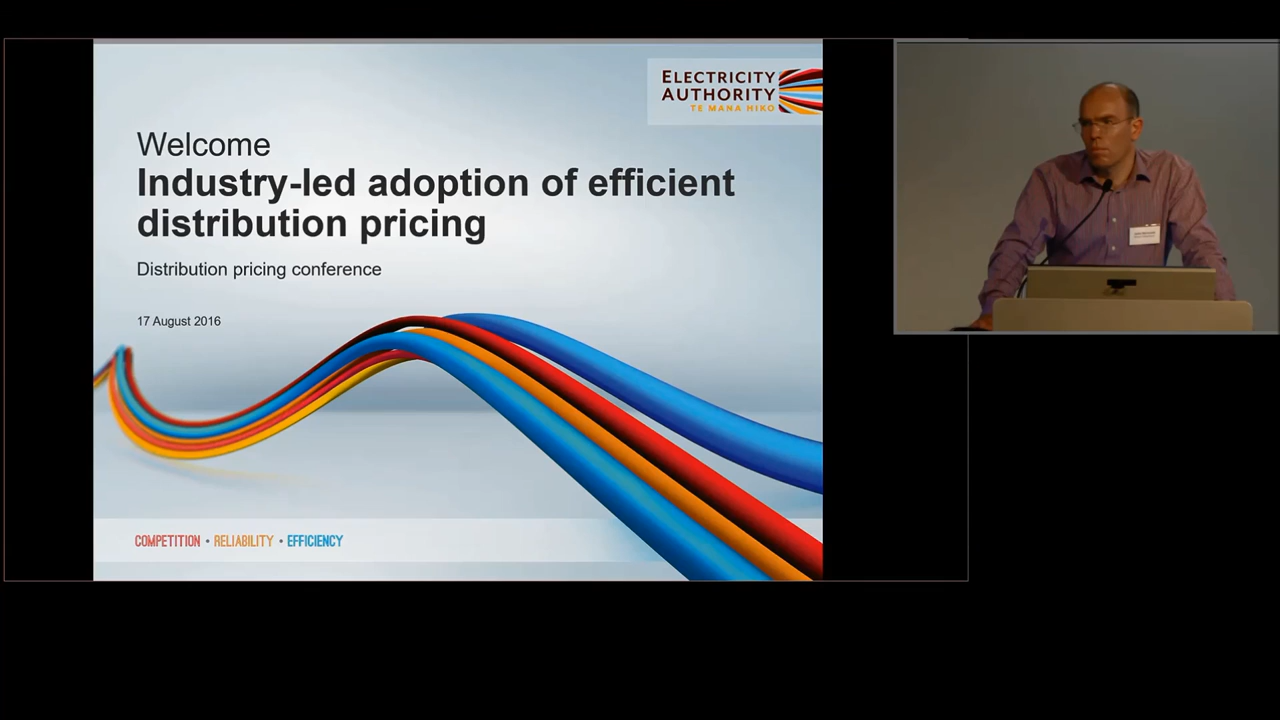 ELECTRICITY
AUTHORITY
TE MANA HIKO
Welcome
Industry-led adoption of efficient
distribution pricing
Distribution pricing conference
17 August 2016
COMPETITION • RELIABILITY • EFFICIENCY